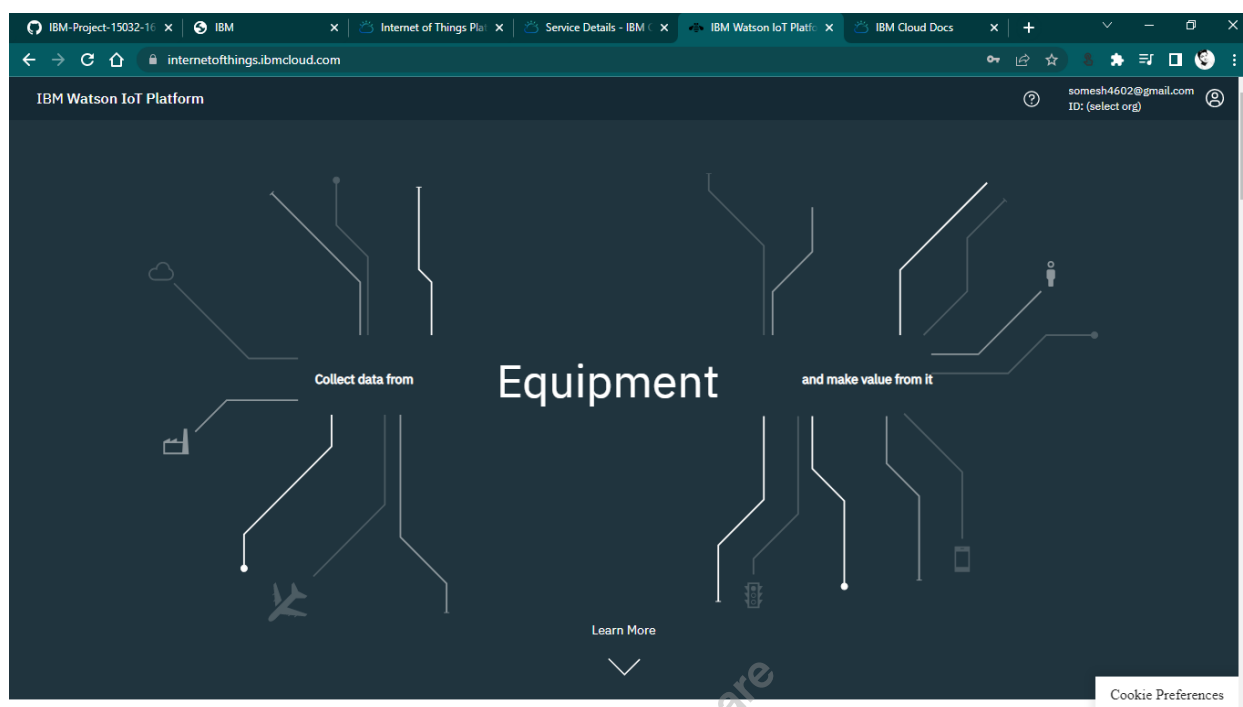 IBM-Project-15032-16
IBM
Internet of Things Pla
Service Details - IBM C
IBM Watson IoT Platfo
IBM Cloud Docs
internetofthings.ibmcloud.com
IBM Watson IoT Platform
somesh4602@gmail.com
ID: (select org)
Collect data from
Equipment
and make value from it
Learn More
Cookie Preferences